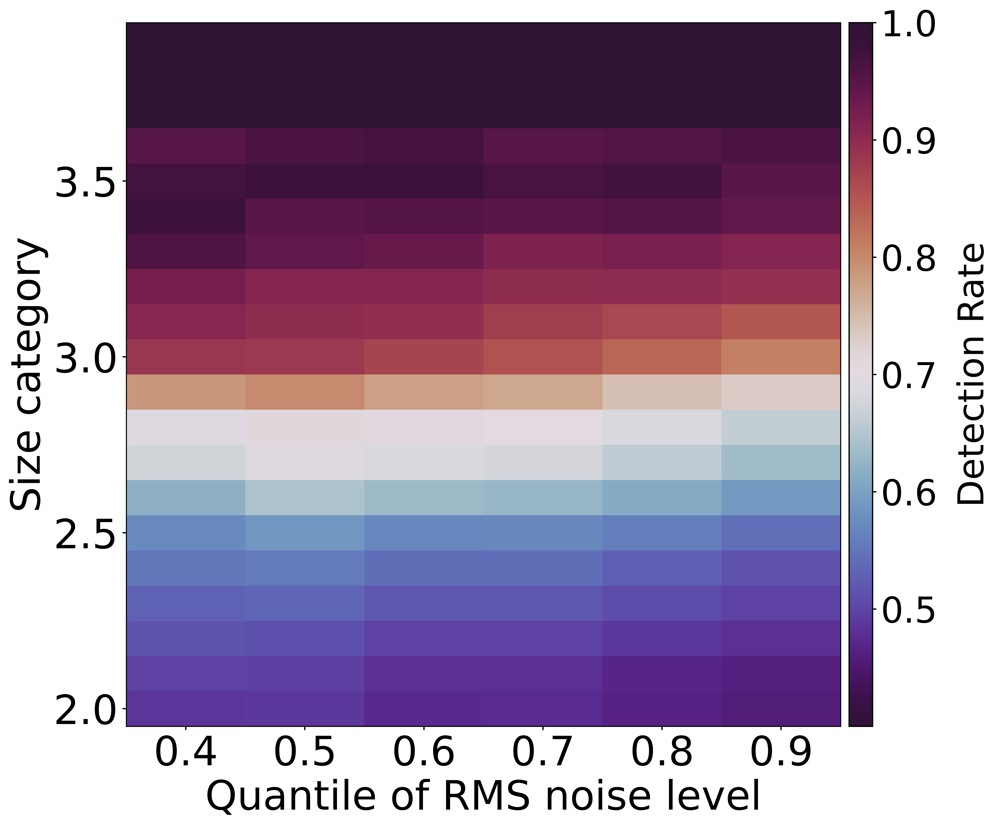 Size category
3.5
3.0
2.5
2.0
0.4 0.5 0.6 0.7 0.8 0.9
Quantile of RMS noise level
1.0
0.9
0.8
0.7
0.6
0.5
Detection Rate